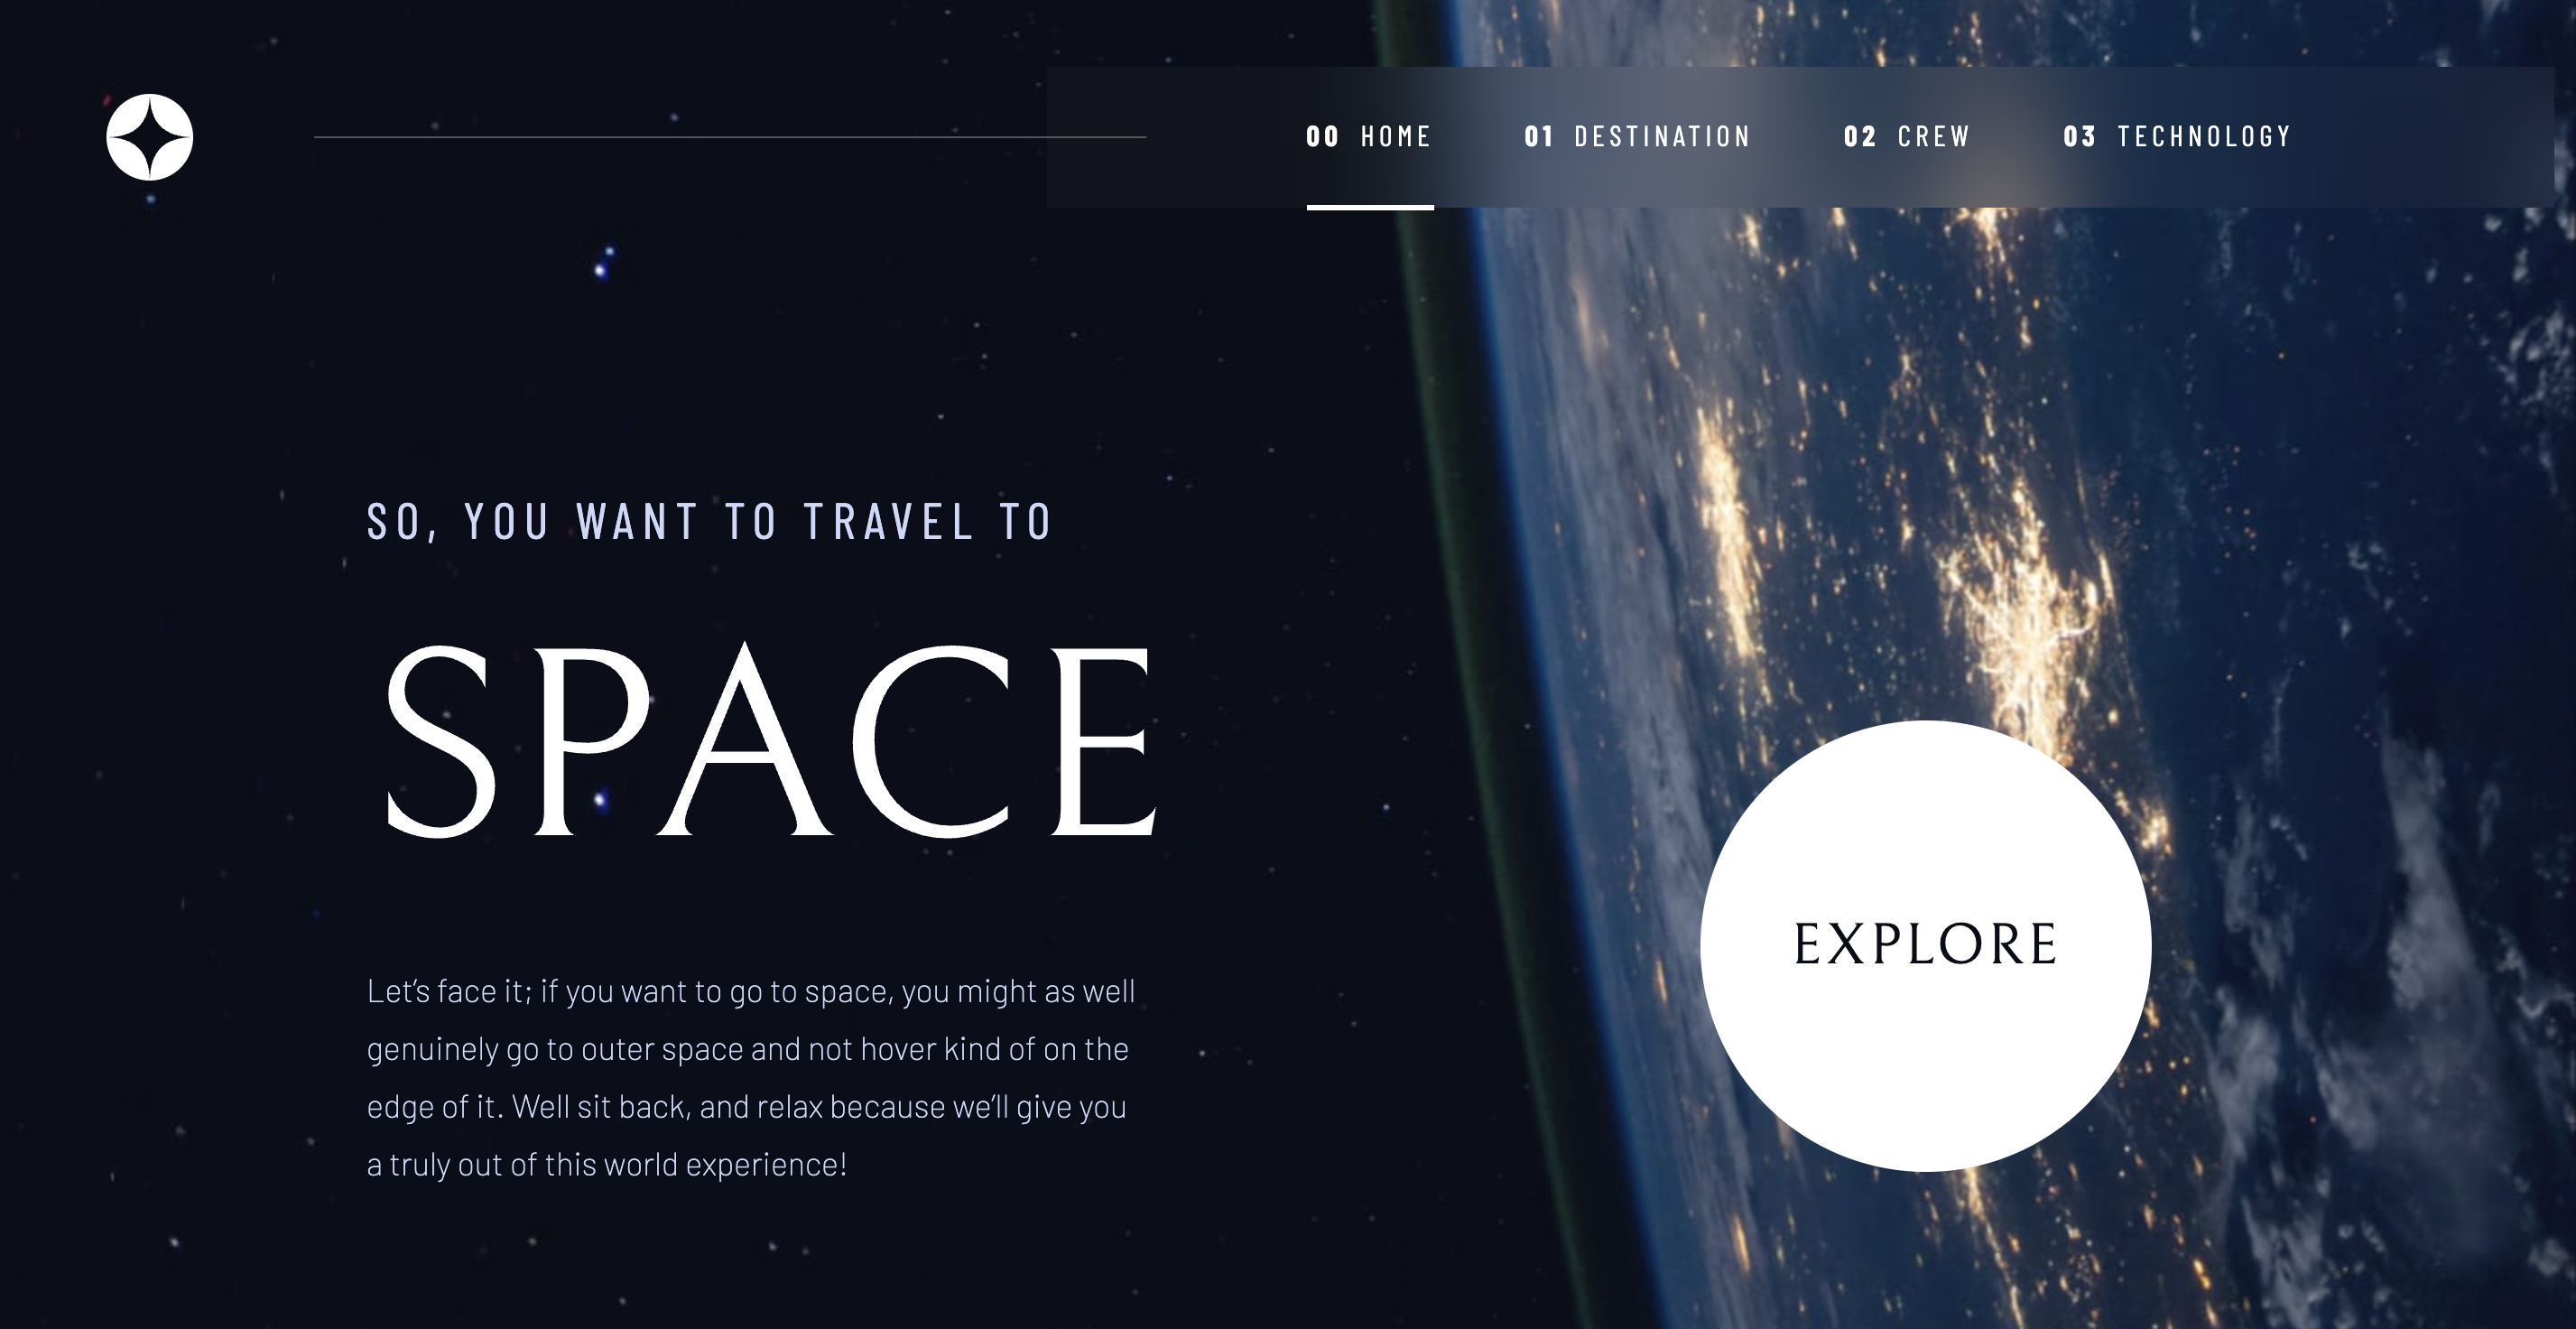 00 HOME 01 DESTINATION 02 CREW 03 TECHNOLOGY
SO, YOU WANT TO TRAVEL TO
SPACE
Let’s face it; if you want to go to space, you might as well
genuinely go to outer space and not hover kind of on the
edge of it. Well sit back, and relax because we’ll give you
a truly out of this world experience!
EXPLORE